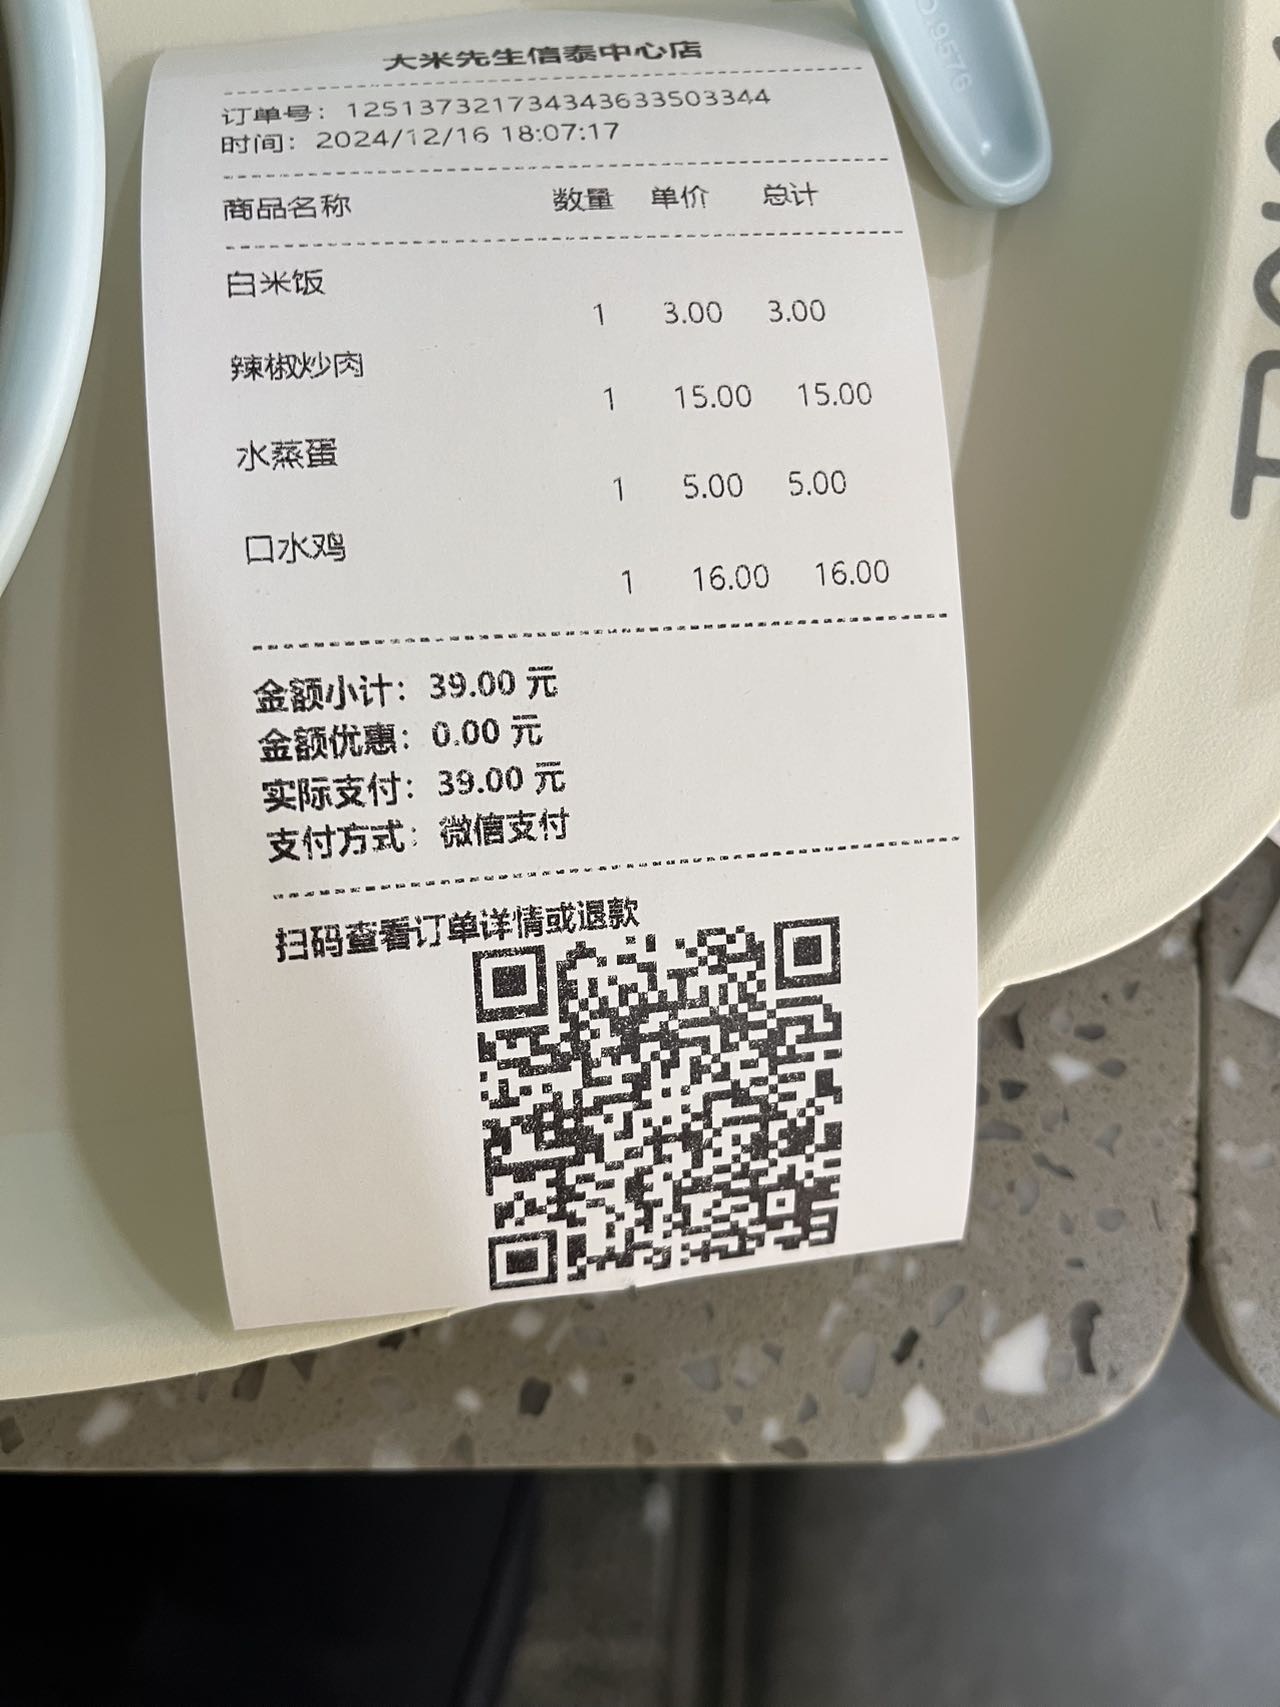 大米先生信泰中心店
订单号：1251373217343436335033​44
时间：2024/12/16 18:07:17
商品名称 数量 单价 总计
白米饭
1 3.00 3.00
辣椒炒肉
1 15.00 15.00
水蒸蛋
1 5.00 5.00
口水鸡
1 16.00 16.00
金额小计：39.00 元
金额优惠：0.00 元
实际支付：39.00 元
支付方式：微信支付
扫码查看订单详情或退款